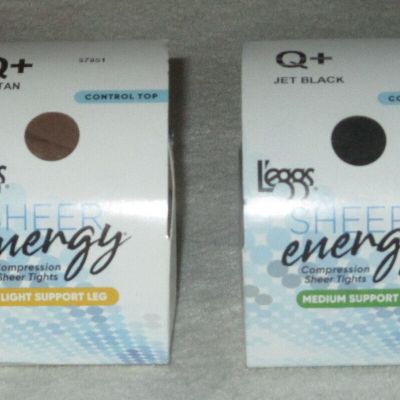 Q+
TAN
57851
CONTROL TOP
SHEER
energy
Compression
Sheer Tights
LIGHT SUPPORT LEG
Q+
JET BLACK
L'eggs
SHEER
energy
Compression
Sheer Tights
MEDIUM SUPPORT